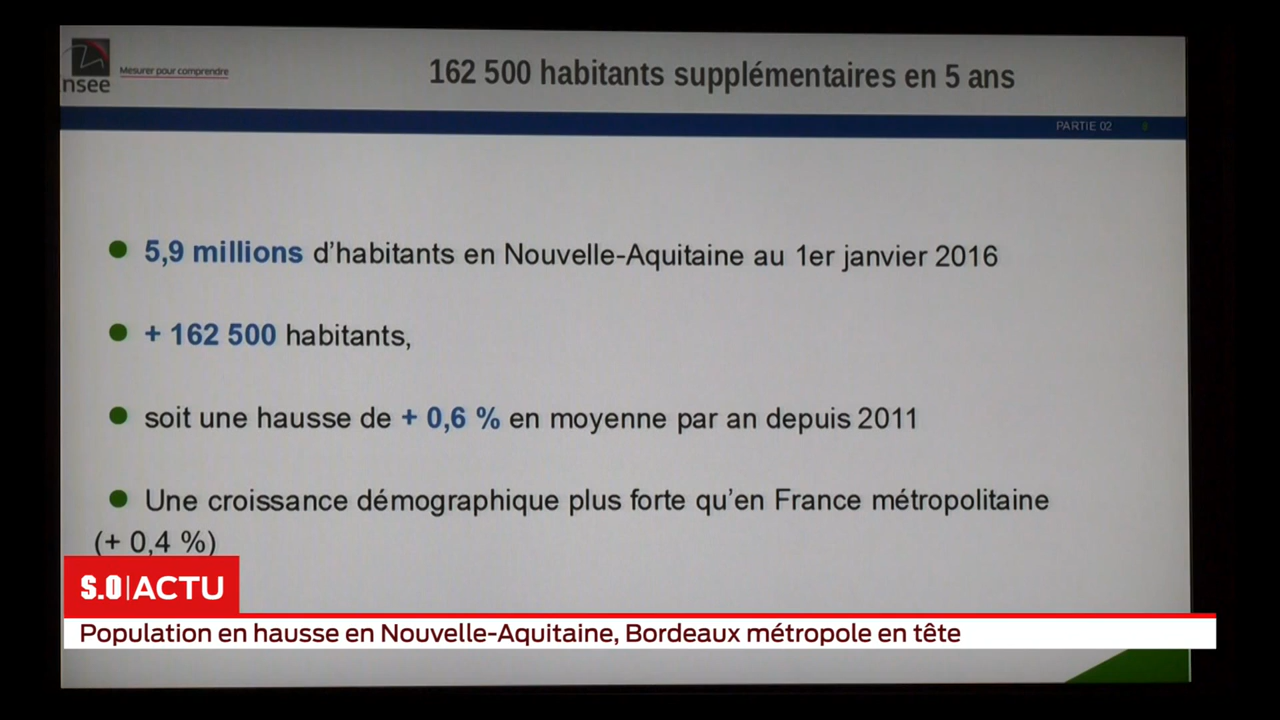 nsee
Mesurer pour comprendre
162 500 habitants supplémentaires en 5 ans
PARTIE 02
5,9 millions d'habitants en Nouvelle-Aquitaine au 1er janvier 2016
+ 162 500 habitants,
soit une hausse de + 0,6 % en moyenne par an depuis 2011
Une croissance démographique plus forte qu'en France métropolitaine
(+ 0,4 %)
S.O|ACTU
Population en hausse en Nouvelle-Aquitaine, Bordeaux métropole en tête